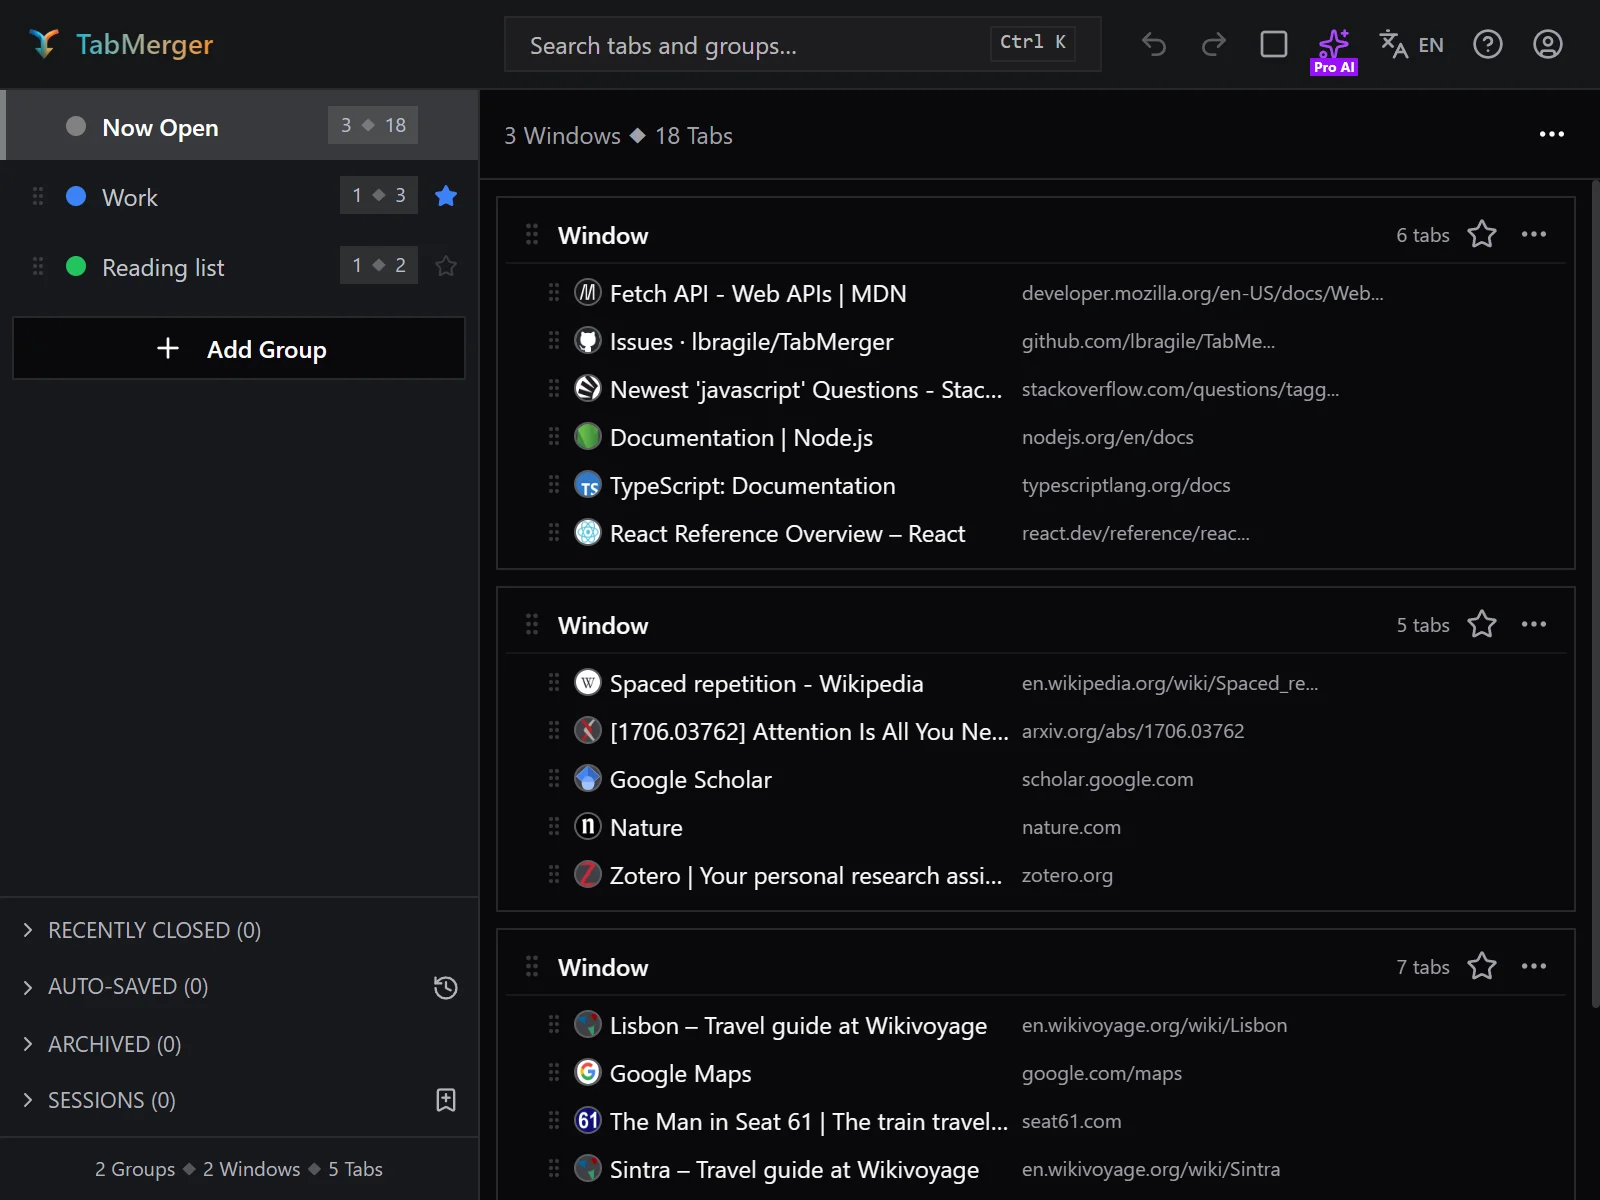 TabMerger
Search tabs and groups... Ctrl K
Pro AI
EN
Now Open 3 ◆ 18
Work 1 ◆ 3
Reading list 1 ◆ 2
+ Add Group
RECENTLY CLOSED (0)
AUTO-SAVED (0)
ARCHIVED (0)
SESSIONS (0)
2 Groups ◆ 2 Windows ◆ 5 Tabs
3 Windows ◆ 18 Tabs
Window 6 tabs
Fetch API - Web APIs | MDN developer.mozilla.org/en-US/docs/Web...
Issues · lbragile/TabMerger github.com/lbragile/TabMe...
Newest 'javascript' Questions - Stac... stackoverflow.com/questions/tagg...
Documentation | Node.js nodejs.org/en/docs
TS TypeScript: Documentation typescriptlang.org/docs
React Reference Overview – React react.dev/reference/reac...
Window 5 tabs
W Spaced repetition - Wikipedia en.wikipedia.org/wiki/Spaced_re...
[1706.03762] Attention Is All You Ne... arxiv.org/abs/1706.03762
Google Scholar scholar.google.com
n Nature nature.com
Z Zotero | Your personal research assi... zotero.org
Window 7 tabs
Lisbon – Travel guide at Wikivoyage en.wikivoyage.org/wiki/Lisbon
G Google Maps google.com/maps
61 The Man in Seat 61 | The train travel... seat61.com
Sintra – Travel guide at Wikivoyage en.wikivoyage.org/wiki/Sintra